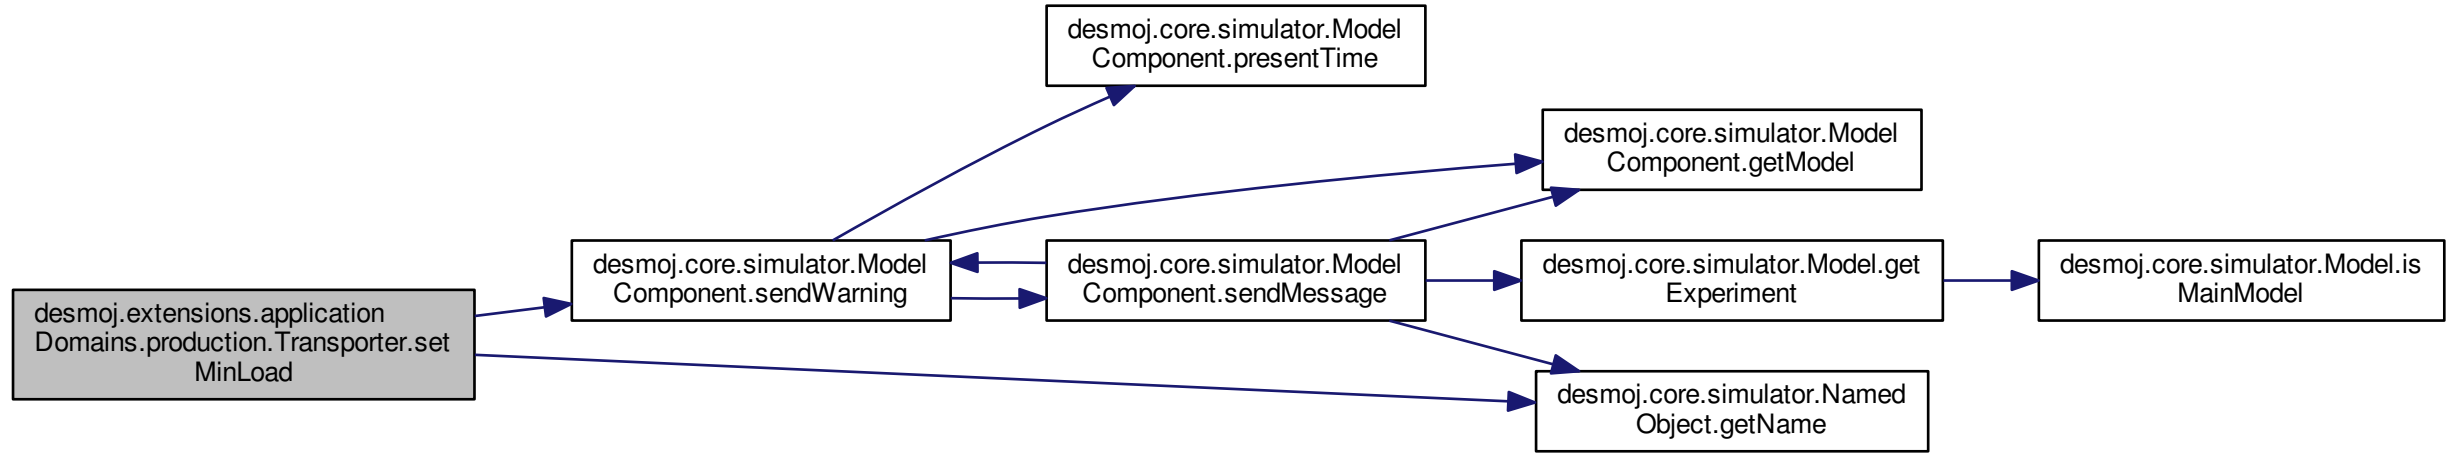 desmoj.core.simulator.Model
Component.presentTime
desmoj.core.simulator.Model
Component.getModel
desmoj.core.simulator.Model
Component.sendWarning
desmoj.core.simulator.Model
Component.sendMessage
desmoj.core.simulator.Model.get
Experiment
desmoj.core.simulator.Model.is
MainModel
desmoj.extensions.application
Domains.production.Transporter.set
MinLoad
desmoj.core.simulator.Named
Object.getName